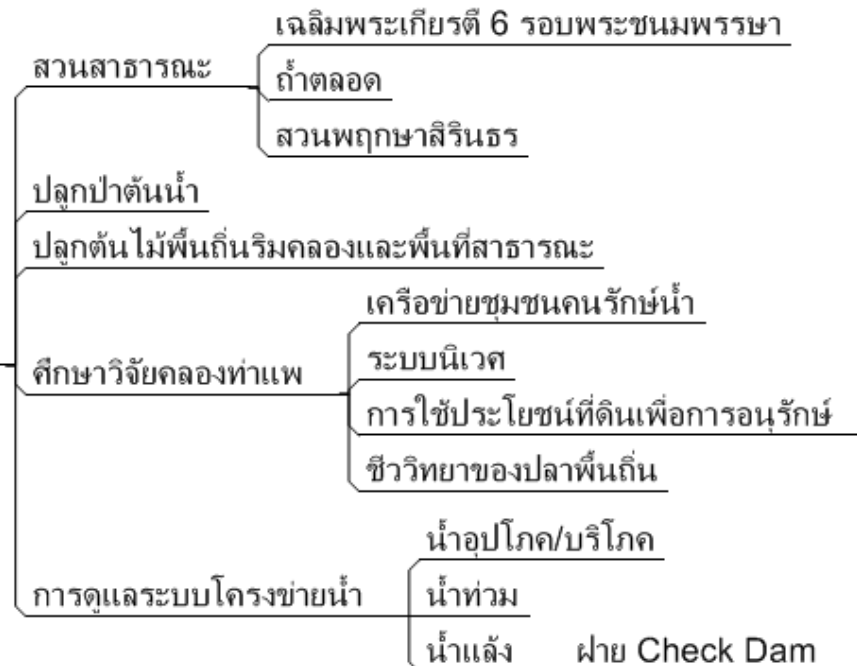 เฉลิมพระเกียรตี 6 รอบพระชนมพรรษา
สวนสาธารณะ
ถ้ำตลอด
สวนพฤกษาสิรินธร
ปลูกป่าต้นน้ำ
ปลูกต้นไม้พื้นถิ่นริมคลองและพื้นที่สาธารณะ
เครือข่ายชุมชนคนรักษ์น้ำ
ระบบนิเวศ
ศึกษาวิจัยคลองท่าแพ
การใช้ประโยชน์ที่ดินเพื่อการอนุรักษ์
ชีววิทยาของปลาพื้นถิ่น
น้ำอุปโภค/บริโภค
การดูแลระบบโครงข่ายน้ำ
น้ำท่วม
น้ำแล้ง ฝาย Check Dam